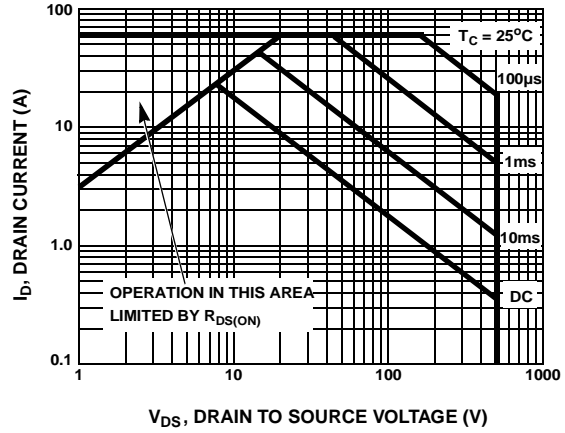 100
T_C = 25°C
100µs
10
1ms
1.0
10ms
OPERATION IN THIS AREA
LIMITED BY R_DS(ON)
DC
0.1
1
10
100
1000
I_D, DRAIN CURRENT (A)
V_DS, DRAIN TO SOURCE VOLTAGE (V)